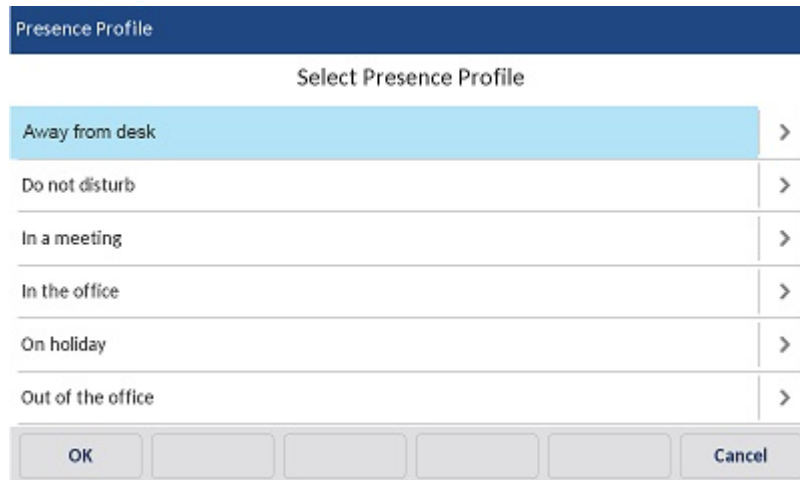 Presence Profile
Select Presence Profile
Away from desk
Do not disturb
In a meeting
In the office
On holiday
Out of the office
OK Cancel